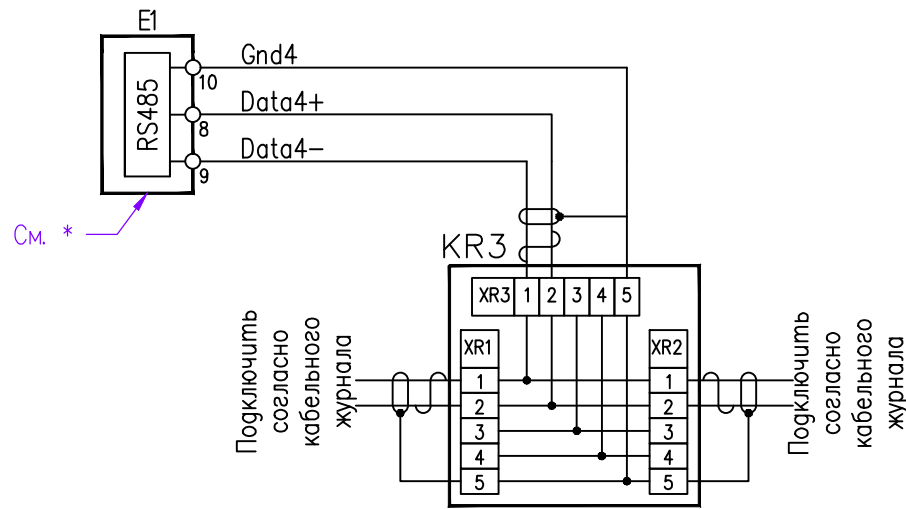 E1
RS485
Gnd4
10
Data4+
8
Data4-
9
См. *
KR3
XR3 1 2 3 4 5
XR1
1
2
3
4
5
XR2
1
2
3
4
5
Подключить
согласно
кабельного
журнала
Подключить
согласно
кабельного
журнала